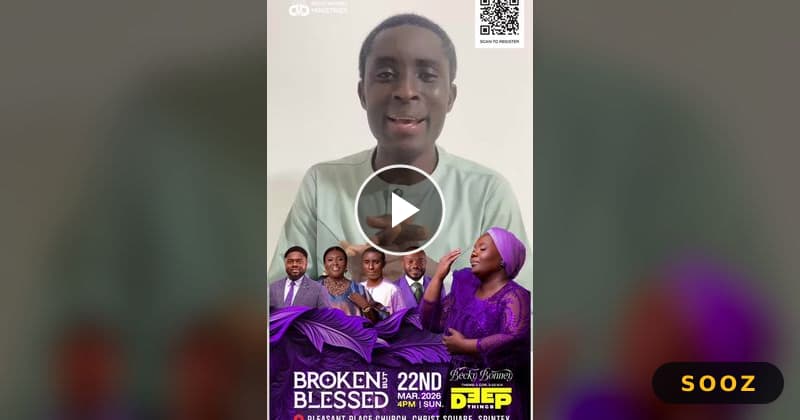 MINISTRIES
SCAN TO REGISTER
BROKEN BUT
BLESSED
22ND
MAR. 2026
4PM | SUN.
Becky Bonney
DEEP
THINGS
PLEASANT PLACE CHURCH, CHRIST SQUARE, SPINTEX
SOOZ